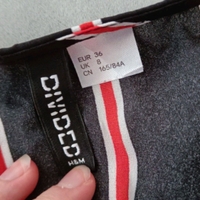 EUR 36
UK 8
CN 165/84A
DIVIDED
H&M